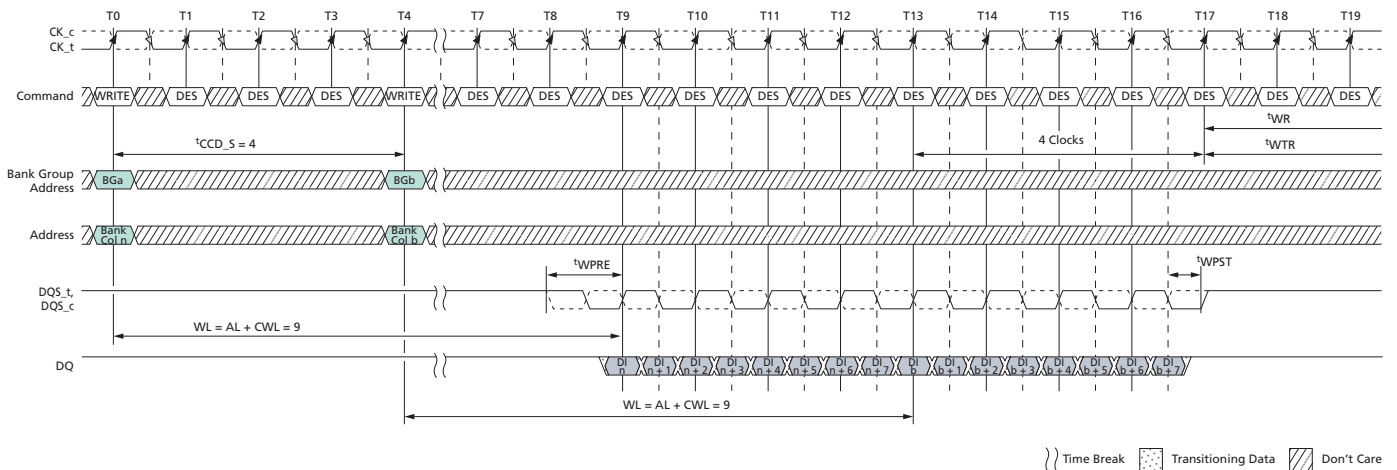 T0 T1 T2 T3 T4 T7 T8 T9 T10 T11 T12 T13 T14 T15 T16 T17 T18 T19
CK_c
CK_t
Command WRITE DES DES DES WRITE DES DES DES DES DES DES DES DES DES DES DES DES DES
tWR
tCCD_S = 4 4 Clocks
tWTR
Bank Group
Address BGa BGb
Address Bank Col n Bank Col b
tWPRE tWPST
DQS_t,
DQS_c
WL = AL + CWL = 9
DQ DI n DI n + 1 DI n + 2 DI n + 3 DI n + 4 DI n + 5 DI n + 6 DI n + 7 DI b DI b + 1 DI b + 2 DI b + 3 DI b + 4 DI b + 5 DI b + 6 DI b + 7
WL = AL + CWL = 9
Time Break Transitioning Data Don't Care